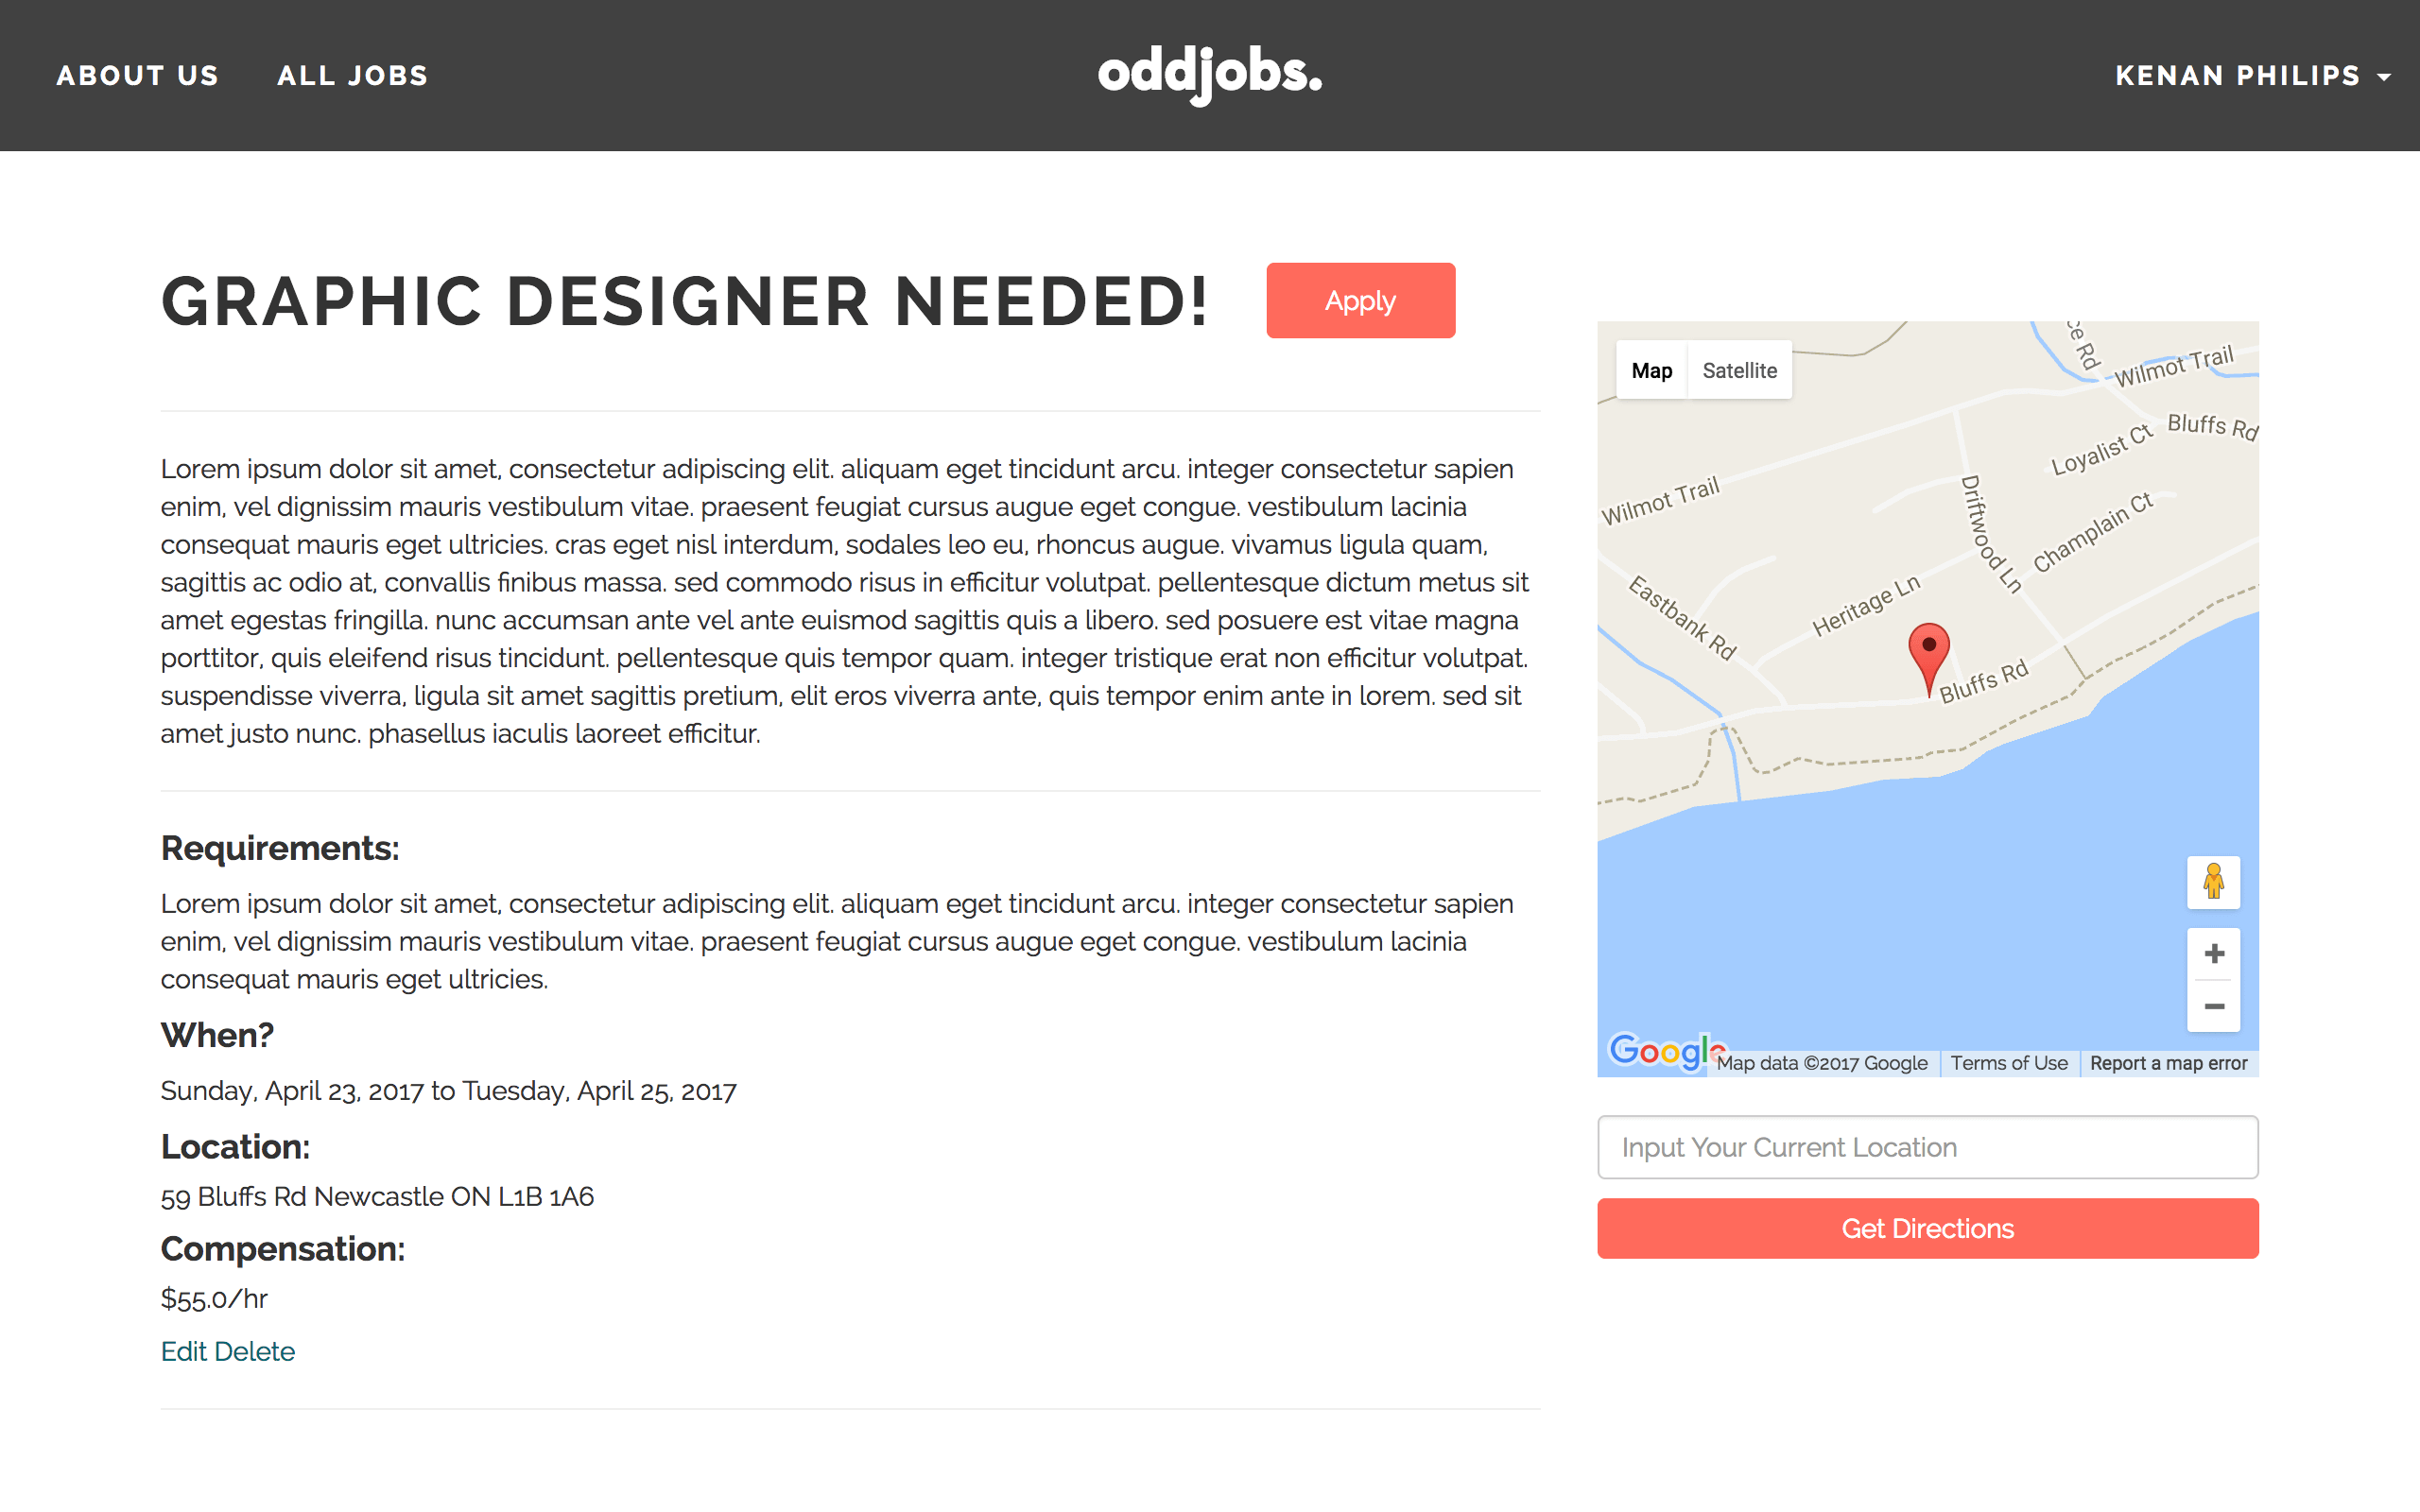 ABOUT US
ALL JOBS
oddjobs.
KENAN PHILIPS
GRAPHIC DESIGNER NEEDED!
Apply
Lorem ipsum dolor sit amet, consectetur adipiscing elit. aliquam eget tincidunt arcu. integer consectetur sapien
enim, vel dignissim mauris vestibulum vitae. praesent feugiat cursus augue eget congue. vestibulum lacinia
consequat mauris eget ultricies. cras eget nisl interdum, sodales leo eu, rhoncus augue. vivamus ligula quam,
sagittis ac odio at, convallis finibus massa. sed commodo risus in efficitur volutpat. pellentesque dictum metus sit
amet egestas fringilla. nunc accumsan ante vel ante euismod sagittis quis a libero. sed posuere est vitae magna
porttitor, quis eleifend risus tincidunt. pellentesque quis tempor quam. integer tristique erat non efficitur volutpat.
suspendisse viverra, ligula sit amet sagittis pretium, elit eros viverra ante, quis tempor enim ante in lorem. sed sit
amet justo nunc. phasellus iaculis laoreet efficitur.
Requirements:
Lorem ipsum dolor sit amet, consectetur adipiscing elit. aliquam eget tincidunt arcu. integer consectetur sapien
enim, vel dignissim mauris vestibulum vitae. praesent feugiat cursus augue eget congue. vestibulum lacinia
consequat mauris eget ultricies.
When?
Sunday, April 23, 2017 to Tuesday, April 25, 2017
Location:
59 Bluffs Rd Newcastle ON L1B 1A6
Compensation:
$55.0/hr
Edit Delete
Map
Satellite
ce Rd
Wilmot Trail
Bluffs Rd
Loyalist Ct
Wilmot Trail
Driftwood Ln
Champlain Ct
Eastbank Rd
Heritage Ln
Bluffs Rd
Google
Map data ©2017 Google
Terms of Use
Report a map error
Input Your Current Location
Get Directions